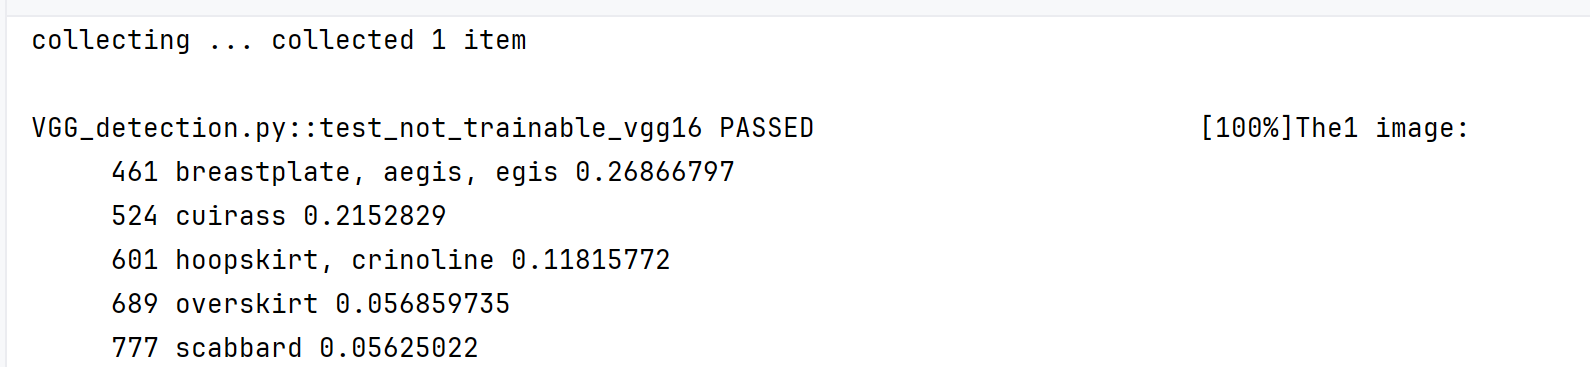 collecting ... collected 1 item
VGG_detection.py::test_not_trainable_vgg16 PASSED [100%]The1 image:
461 breastplate, aegis, egis 0.26866797
524 cuirass 0.2152829
601 hoopskirt, crinoline 0.11815772
689 overskirt 0.056859735
777 scabbard 0.05625022